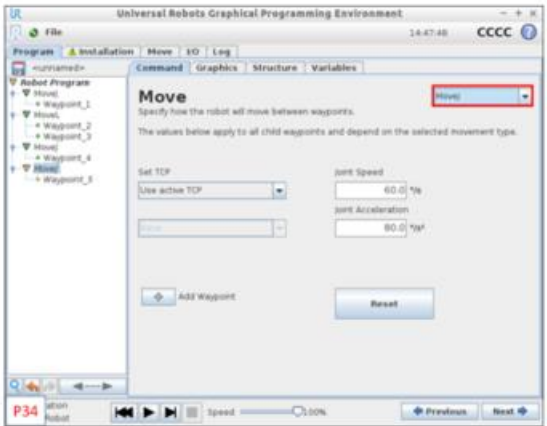 Universal Robots Graphical Programming Environment
File
14:47:48 CCCC
Program Installation Move I/O Log
<unnamed> Command Graphics Structure Variables
Robot Program
MoveJ
Waypoint_1
MoveL
Waypoint_2
Waypoint_3
MoveJ
Waypoint_4
MoveJ
Waypoint_5
Move
MoveJ
Specify how the robot will move between waypoints.
The values below apply to all child waypoints and depend on the selected movement type.
Set TCP
Joint Speed
Use active TCP
60.0 °/s
Joint Acceleration
80.0 °/s²
Add Waypoint
Reset
P34
Robot
Speed 100%
Previous Next